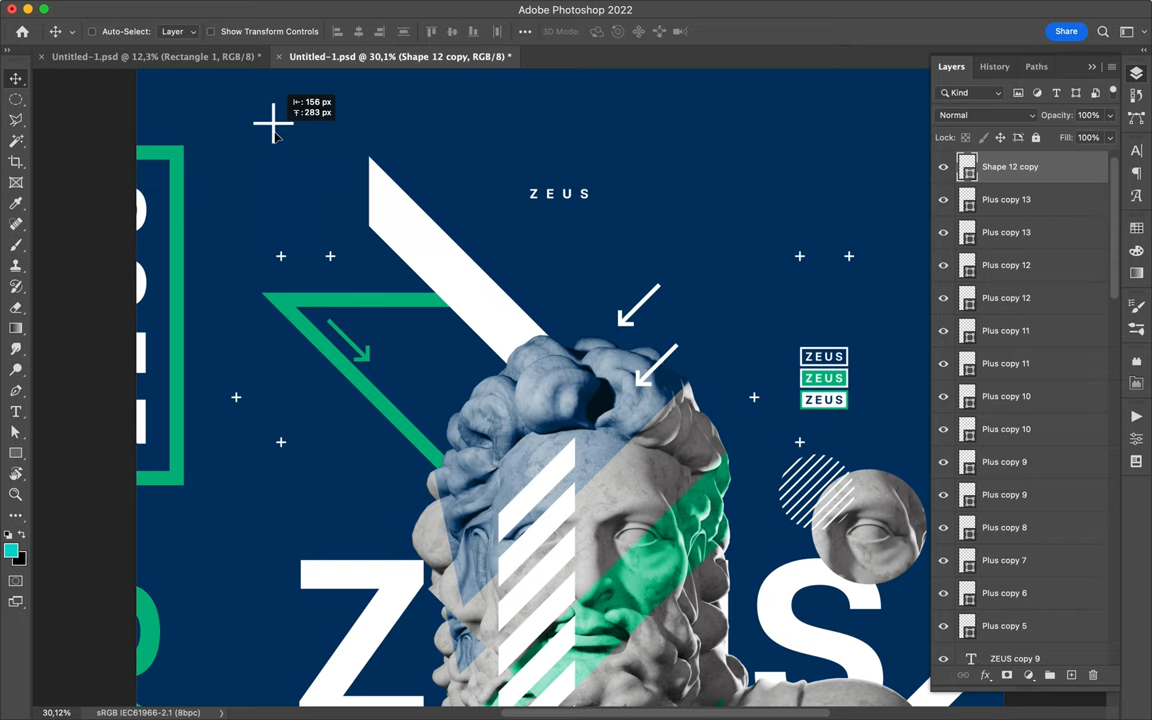 Adobe Photoshop 2022
Auto-Select:
Layer
Show Transform Controls
3D Mode:
Share
Untitled-1.psd @ 12,3% (Rectangle 1, RGB/8) *
Untitled-1.psd @ 30,1% (Shape 12 copy, RGB/8) *
Layers
History
Paths
Kind
Normal
Opacity:
100%
Lock:
Fill:
100%
Shape 12 copy
Plus copy 13
Plus copy 13
Plus copy 12
Plus copy 12
Plus copy 11
Plus copy 11
Plus copy 10
Plus copy 10
Plus copy 9
Plus copy 9
Plus copy 8
Plus copy 7
Plus copy 6
Plus copy 5
ZEUS copy 9
: 156 px
: 283 px
ZEUS
ZEUS
ZEUS
ZEUS
Z
S
30,12%
sRGB IEC61966-2.1 (8bpc)